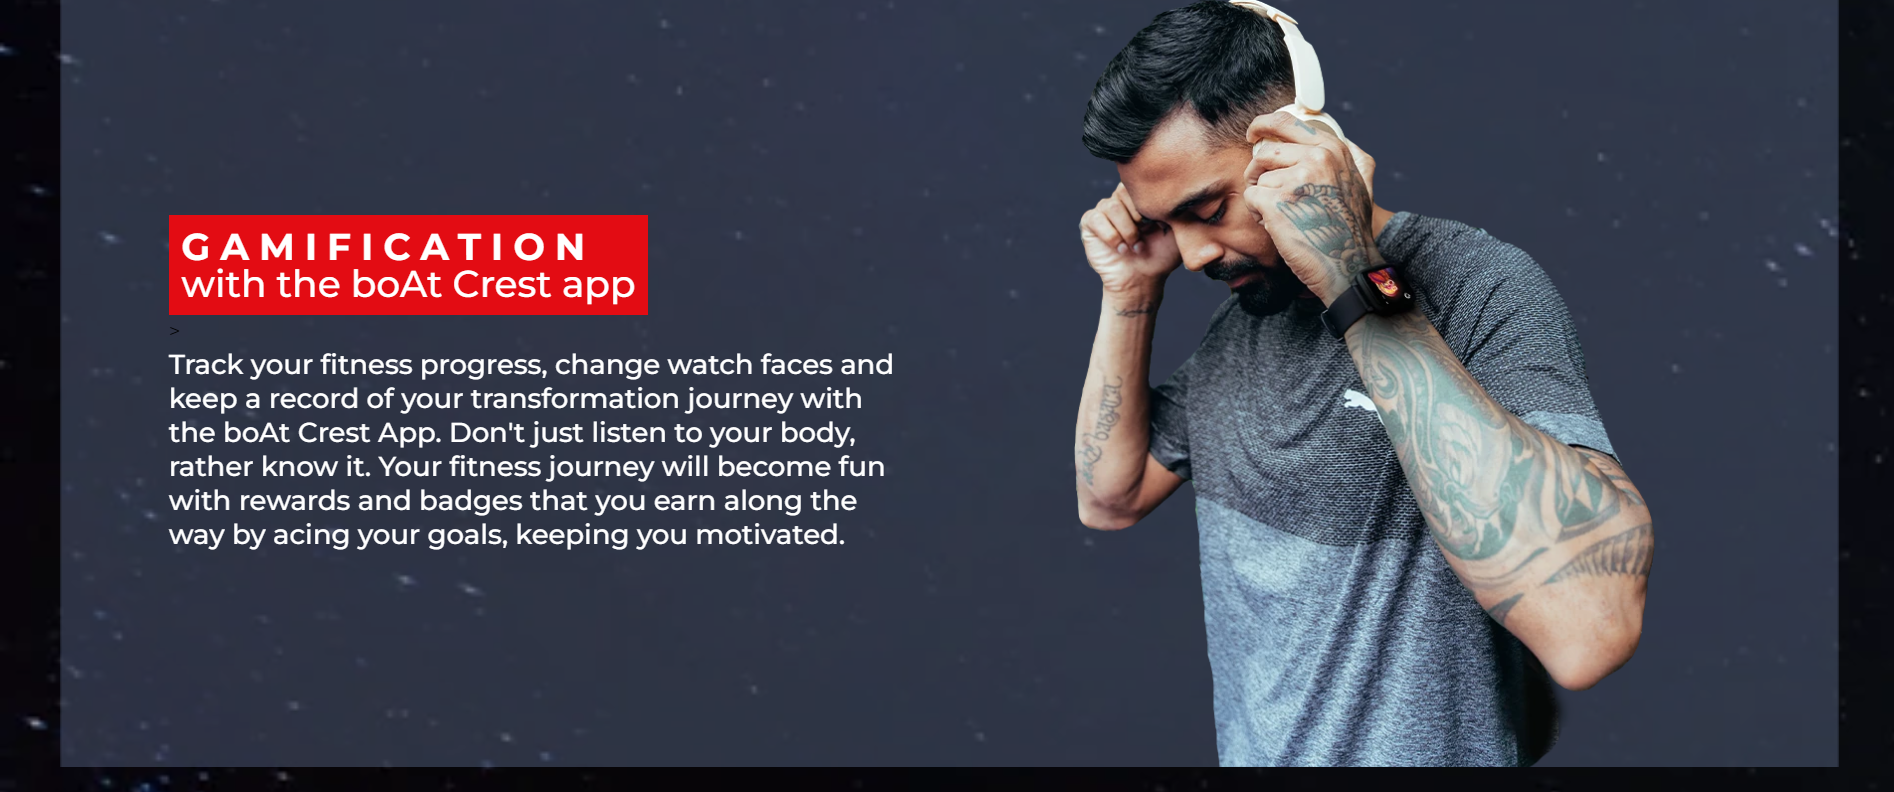 GAMIFICATION
with the boAt Crest app
>
Track your fitness progress, change watch faces and
keep a record of your transformation journey with
the boAt Crest App. Don't just listen to your body,
rather know it. Your fitness journey will become fun
with rewards and badges that you earn along the
way by acing your goals, keeping you motivated.